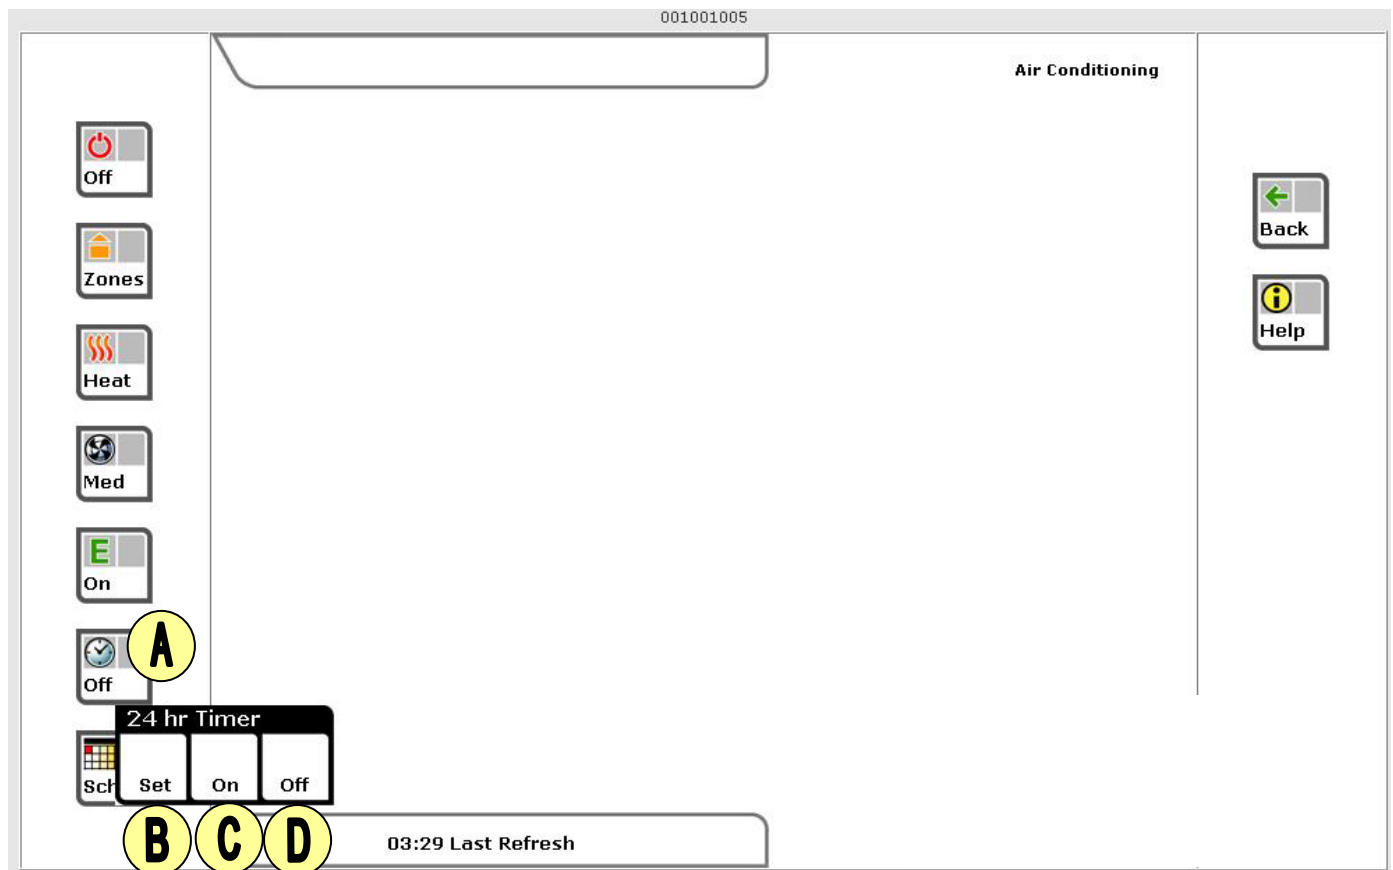 001001005
Air Conditioning
Off
Zones
Heat
Med
E
On
A
Off
24 hr Timer
Sch
Set
On
Off
B
C
D
03:29 Last Refresh
Back
i
Help